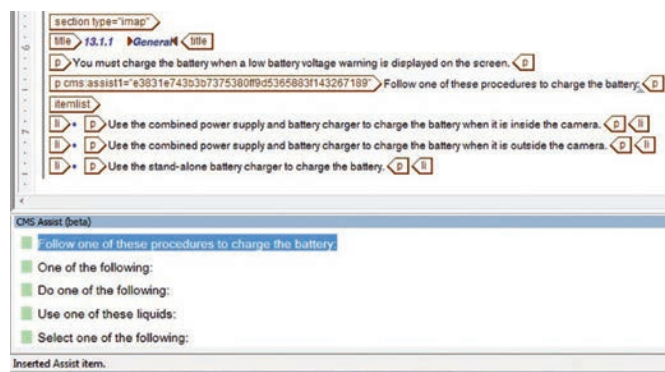 section type="imap"
title 13.1.1 General title
p You must charge the battery when a low battery voltage warning is displayed on the screen. p
p cms:assist1="e3831e743b3b7375380ff9d5365883f143267189" Follow one of these procedures to charge the battery: p
itemlist
li • p Use the combined power supply and battery charger to charge the battery when it is inside the camera. p li
li • p Use the combined power supply and battery charger to charge the battery when it is outside the camera. p li
li • p Use the stand-alone battery charger to charge the battery. p li
CMS Assist (beta)
Follow one of these procedures to charge the battery:
One of the following:
Do one of the following:
Use one of these liquids:
Select one of the following:
Inserted Assist item.